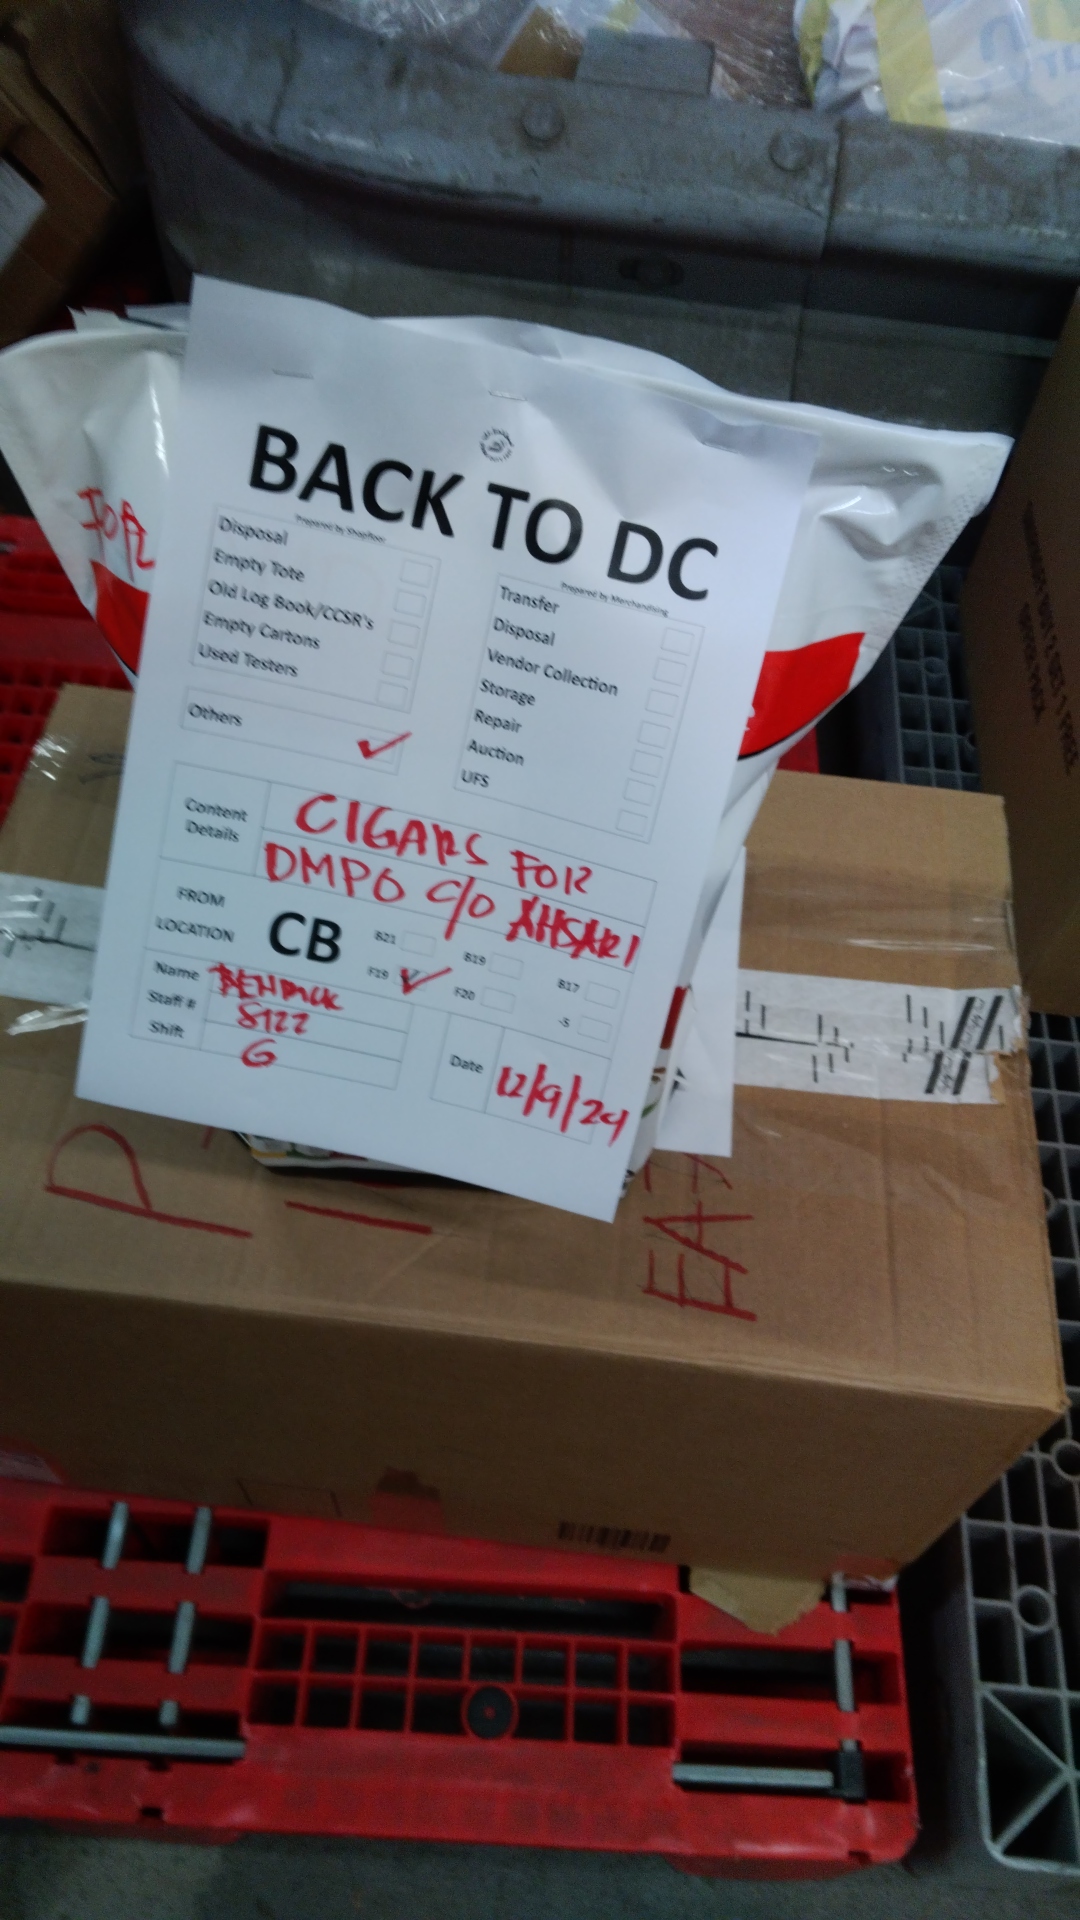 BACK TO DC
Prepared by Shopfloor
Disposal
Empty Tote
Old Log Book/CCSR's
Empty Cartons
Used Testers
Others
Prepared by Merchandising
Transfer
Disposal
Vendor Collection
Storage
Repair
Auction
UFS
Content Details
CIGARS FOR
DMPO C/O AHSAR1
FROM
LOCATION
CB
B21
B19
B17
F19
F20
-5
Name
Staff #
8122
Shift
G
Date
12/9/24